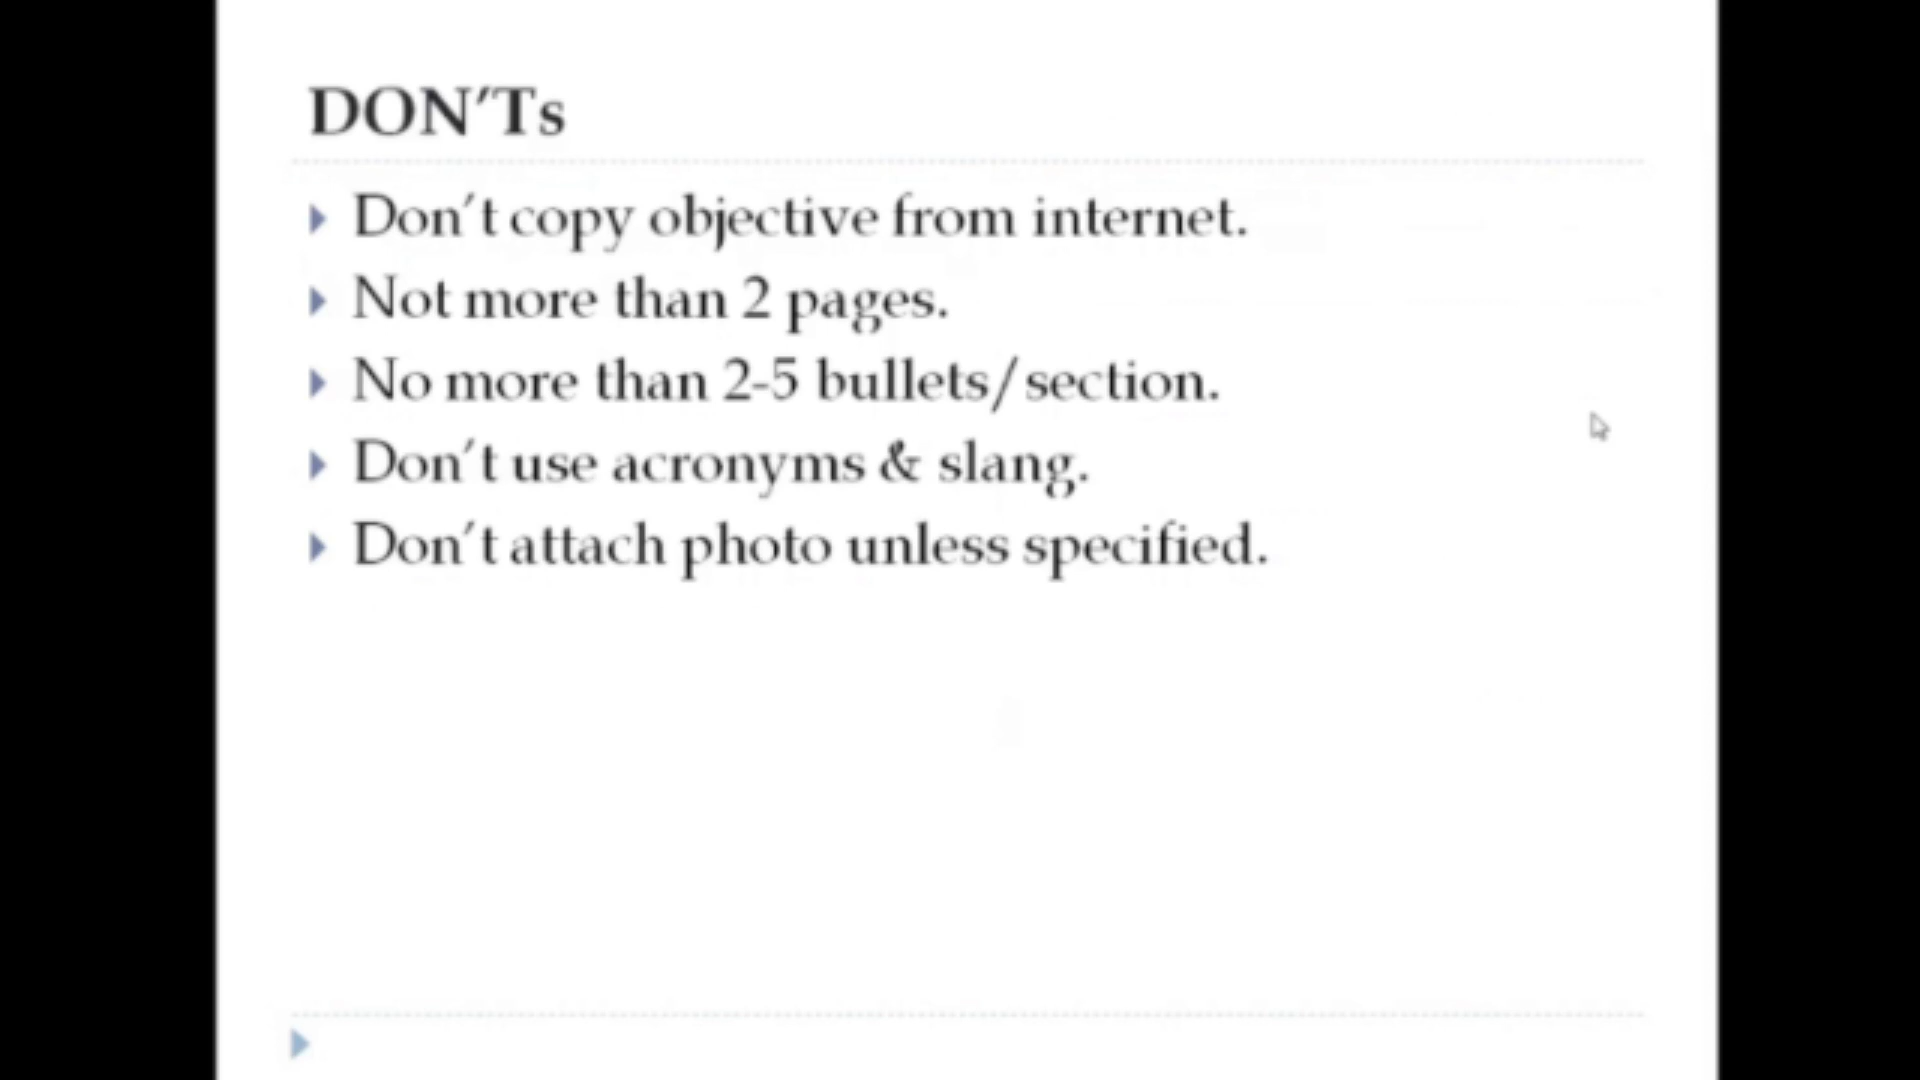 DON’Ts
Don’t copy objective from internet.
Not more than 2 pages.
No more than 2-5 bullets/section.
Don’t use acronyms & slang.
Don’t attach photo unless specified.